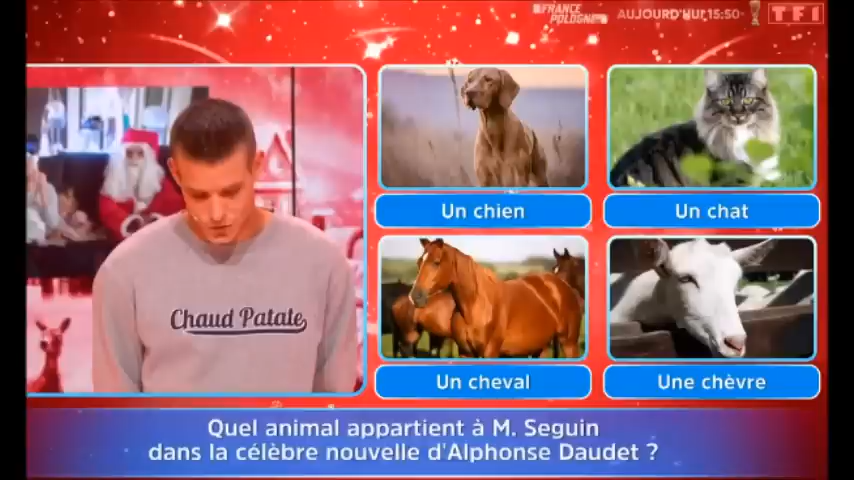 FRANCE
POLOGNE
AUJOURD'HUI 15:50
TF1
Chaud Patate
Un chien
Un chat
Un cheval
Une chèvre
Quel animal appartient à M. Seguin
dans la célèbre nouvelle d'Alphonse Daudet ?